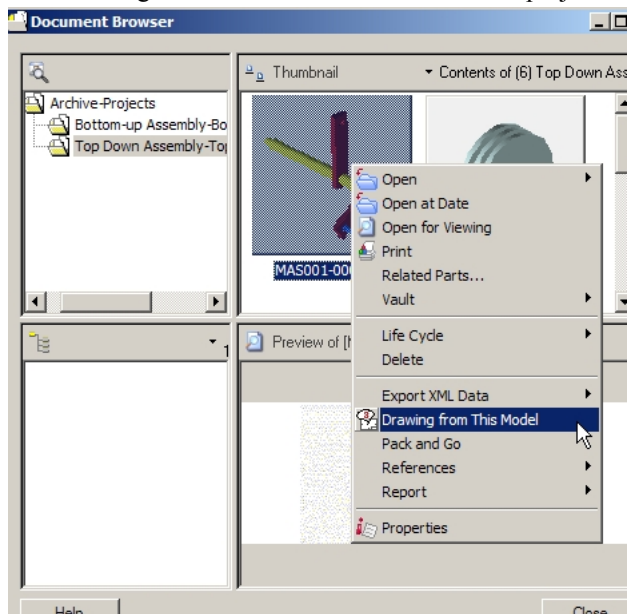 Document Browser
Thumbnail
Contents of (6) Top Down Ass
Archive-Projects
Bottom-up Assembly-Bo
Top Down Assembly-To
MAS001-00
Open
Open at Date
Open for Viewing
Print
Related Parts...
Vault
Life Cycle
Delete
Export XML Data
Drawing from This Model
Pack and Go
References
Report
Properties
1
Preview of [
Help
Close